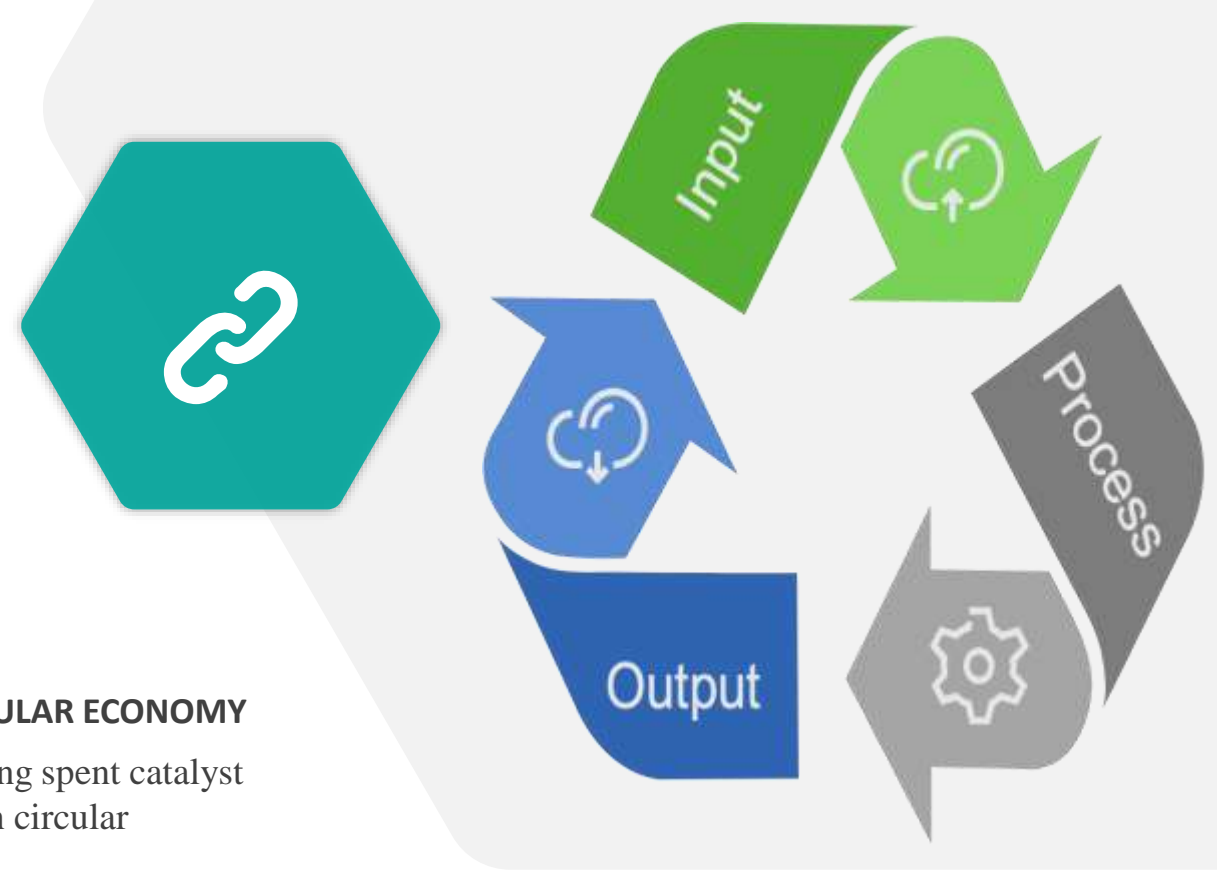 Input
Process
Output
ULAR ECONOMY
ng spent catalyst
n circular